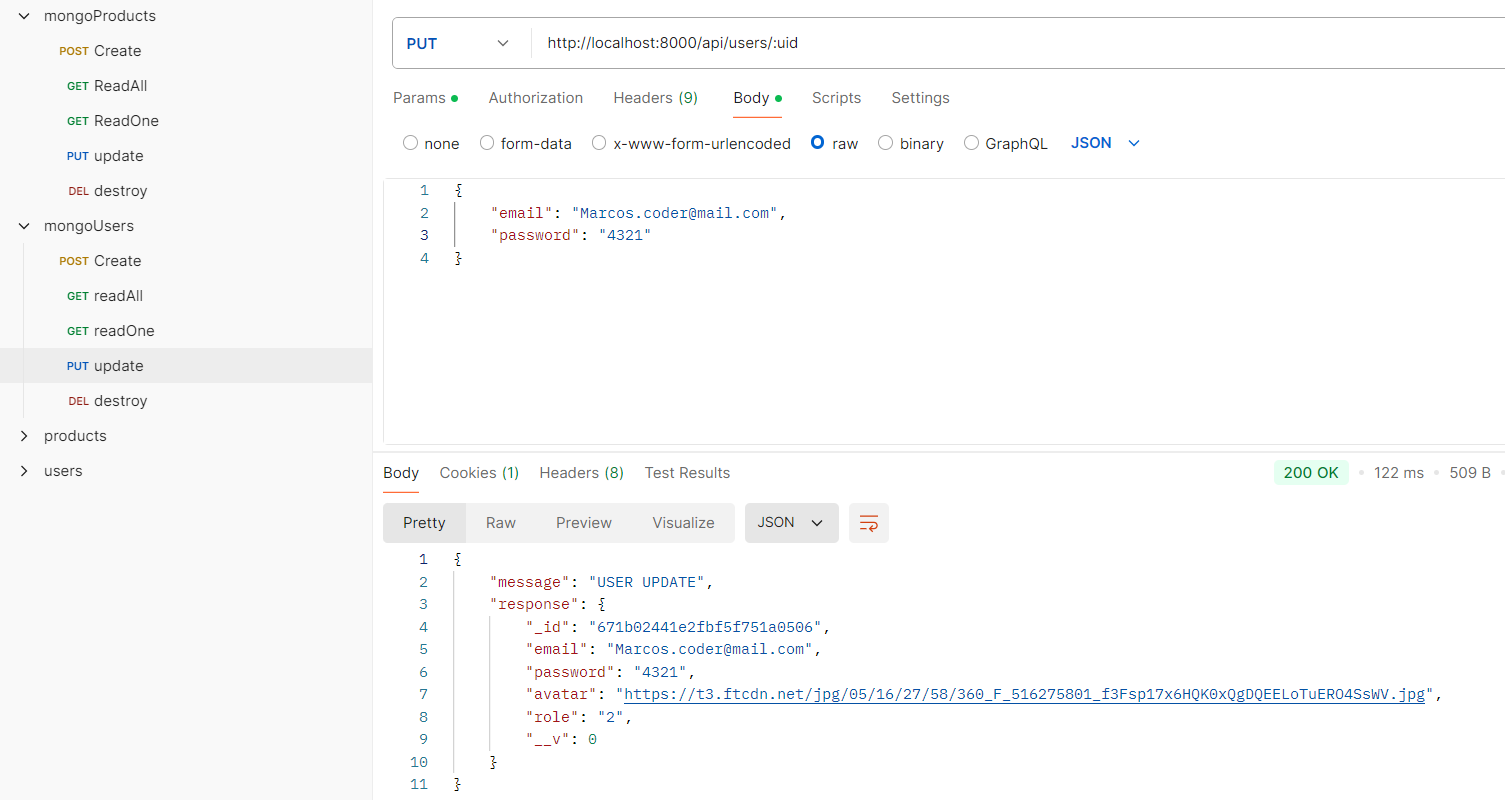 mongoProducts
POST Create
GET ReadAll
GET ReadOne
PUT update
DEL destroy
mongoUsers
POST Create
GET readAll
GET readOne
PUT update
DEL destroy
products
users
PUT http://localhost:8000/api/users/:uid
Params Authorization Headers (9) Body Scripts Settings
none form-data x-www-form-urlencoded raw binary GraphQL JSON
1 {
2 "email": "Marcos.coder@mail.com",
3 "password": "4321"
4 }
Body Cookies (1) Headers (8) Test Results 200 OK 122 ms 509 B
Pretty Raw Preview Visualize JSON
1 {
2 "message": "USER UPDATE",
3 "response": {
4 "_id": "671b02441e2fbf5f751a0506",
5 "email": "Marcos.coder@mail.com",
6 "password": "4321",
7 "avatar": "https://t3.ftcdn.net/jpg/05/16/27/58/360_F_516275801_f3Fsp17x6HQK0xQgDQEELoTuERO4SsWV.jpg",
8 "role": "2",
9 "__v": 0
10 }
11 }